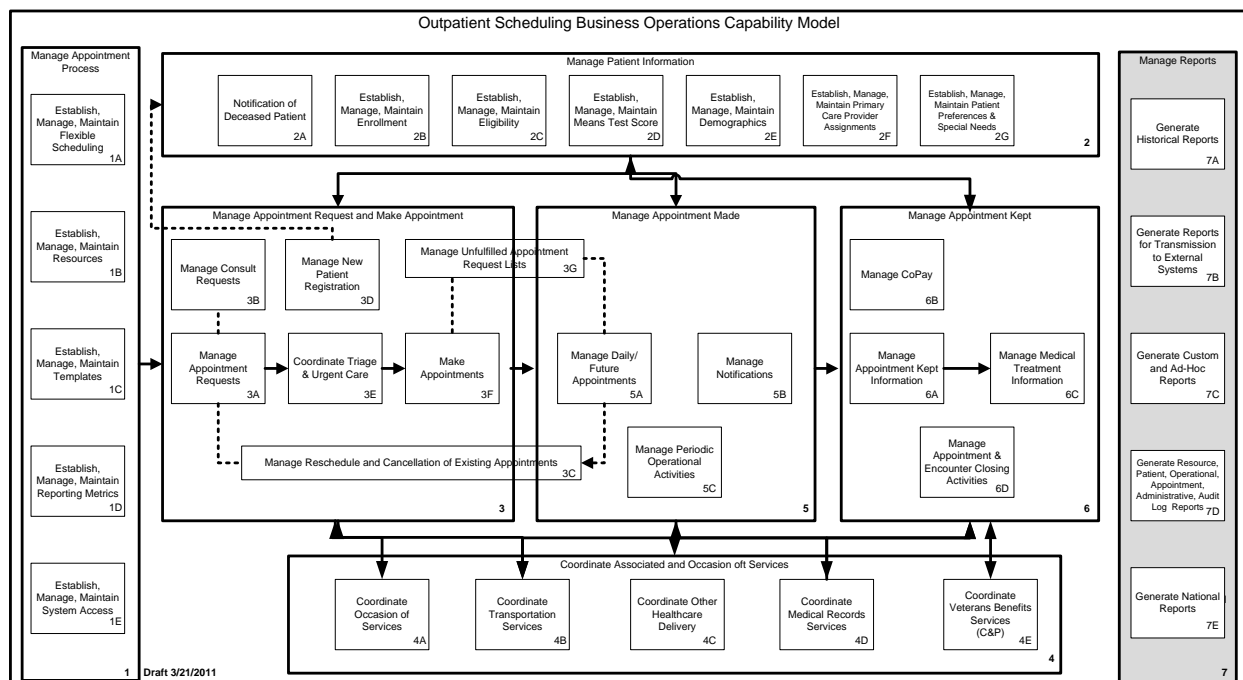 Outpatient Scheduling Business Operations Capability Model
Manage Appointment
Process
Establish,
Manage, Maintain
Flexible
Scheduling
1A
Establish,
Manage, Maintain
Resources
1B
Establish,
Manage, Maintain
Templates
1C
Establish,
Manage, Maintain
Reporting Metrics
1D
Establish,
Manage, Maintain
System Access
1E
1
Draft 3/21/2011
Manage Patient Information
Notification of
Deceased Patient
2A
Establish,
Manage, Maintain
Enrollment
2B
Establish,
Manage, Maintain
Eligibility
2C
Establish,
Manage, Maintain
Means Test Score
2D
Establish,
Manage, Maintain
Demographics
2E
Establish, Manage,
Maintain Primary
Care Provider
Assignments
2F
Establish, Manage,
Maintain Patient
Preferences &
Special Needs
2G
2
Manage Appointment Request and Make Appointment
Manage Consult
Requests
3B
Manage New
Patient
Registration
3D
Manage Unfulfilled Appointment
Request Lists
3G
Manage
Appointment
Requests
3A
Coordinate Triage
& Urgent Care
3E
Make
Appointments
3F
Manage Reschedule and Cancellation of Existing Appointments
3C
3
Manage Appointment Made
Manage Daily/
Future
Appointments
5A
Manage
Notifications
5B
Manage Periodic
Operational
Activities
5C
5
Manage Appointment Kept
Manage CoPay
6B
Manage
Appointment Kept
Information
6A
Manage Medical
Treatment
Information
6C
Manage
Appointment &
Encounter Closing
Activities
6D
6
Coordinate Associated and Occasion oft Services
Coordinate
Occasion of
Services
4A
Coordinate
Transportation
Services
4B
Coordinate Other
Healthcare
Delivery
4C
Coordinate
Medical Records
Services
4D
Coordinate
Veterans Benefits
Services
(C&P)
4E
4
Manage Reports
Generate
Historical Reports
7A
Generate Reports
for Transmission
to External
Systems
7B
Generate Custom
and Ad-Hoc
Reports
7C
Generate Resource,
Patient, Operational,
Appointment,
Administrative, Audit
Log Reports
7D
Generate National
Reports
7E
7